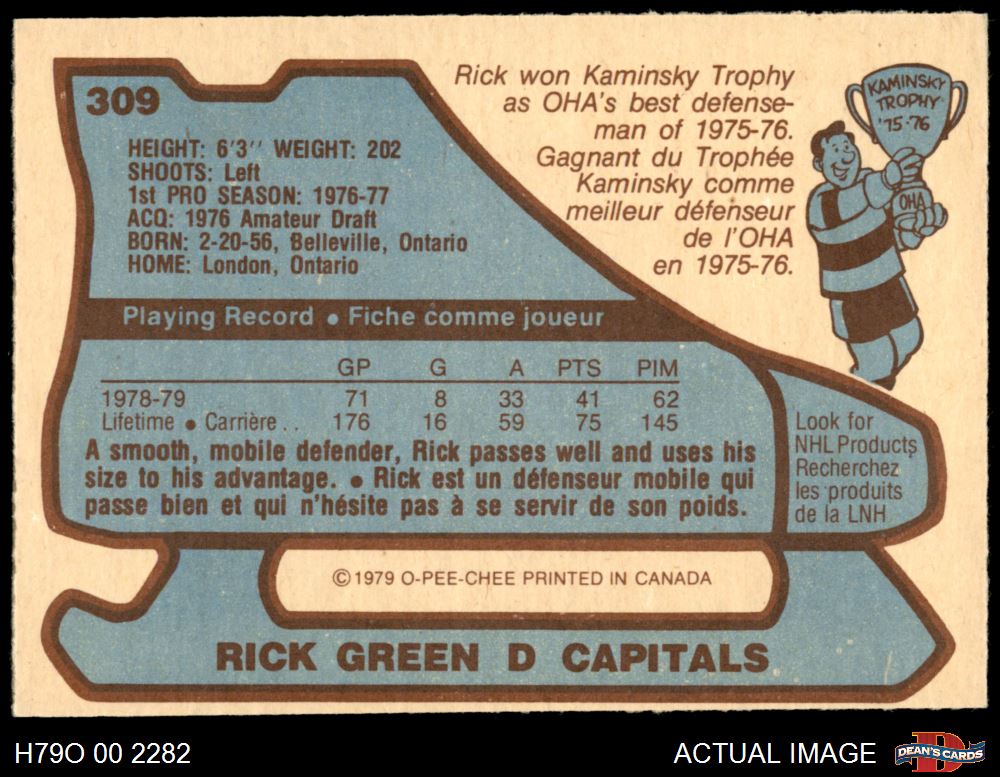 309
HEIGHT: 6'3'' WEIGHT: 202
SHOOTS: Left
1st PRO SEASON: 1976-77
ACQ: 1976 Amateur Draft
BORN: 2-20-56, Belleville, Ontario
HOME: London, Ontario
Rick won Kaminsky Trophy
as OHA's best defense-
man of 1975-76.
Gagnant du Trophée
Kaminsky comme
meilleur défenseur
de l'OHA
en 1975-76.
KAMINSKY
TROPHY
'75-76
OHA
Playing Record • Fiche comme joueur
GP G A PTS PIM
1978-79 71 8 33 41 62
Lifetime • Carrière . . 176 16 59 75 145
A smooth, mobile defender, Rick passes well and uses his
size to his advantage. • Rick est un défenseur mobile qui
passe bien et qui n'hésite pas à se servir de son poids.
Look for
NHL Products
Recherchez
les produits
de la LNH
©1979 O-PEE-CHEE PRINTED IN CANADA
RICK GREEN D CAPITALS
H79O 00 2282
ACTUAL IMAGE
D
DEAN'S CARDS